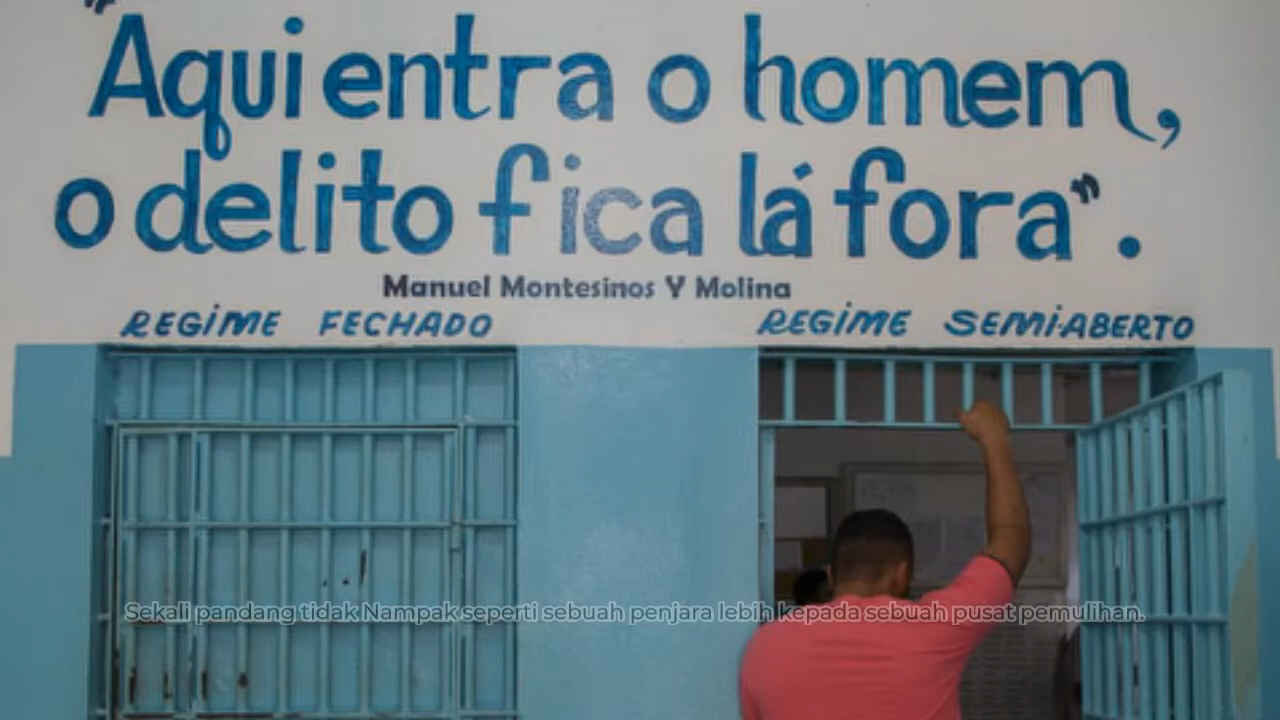 "Aqui entra o homem,
o delito fica lá fora".
Manuel Montesinos Y Molina
REGIME FECHADO
REGIME SEMI-ABERTO
Sekali pandang tidak Nampak seperti sebuah penjara lebih kepada sebuah pusat pemulihan.